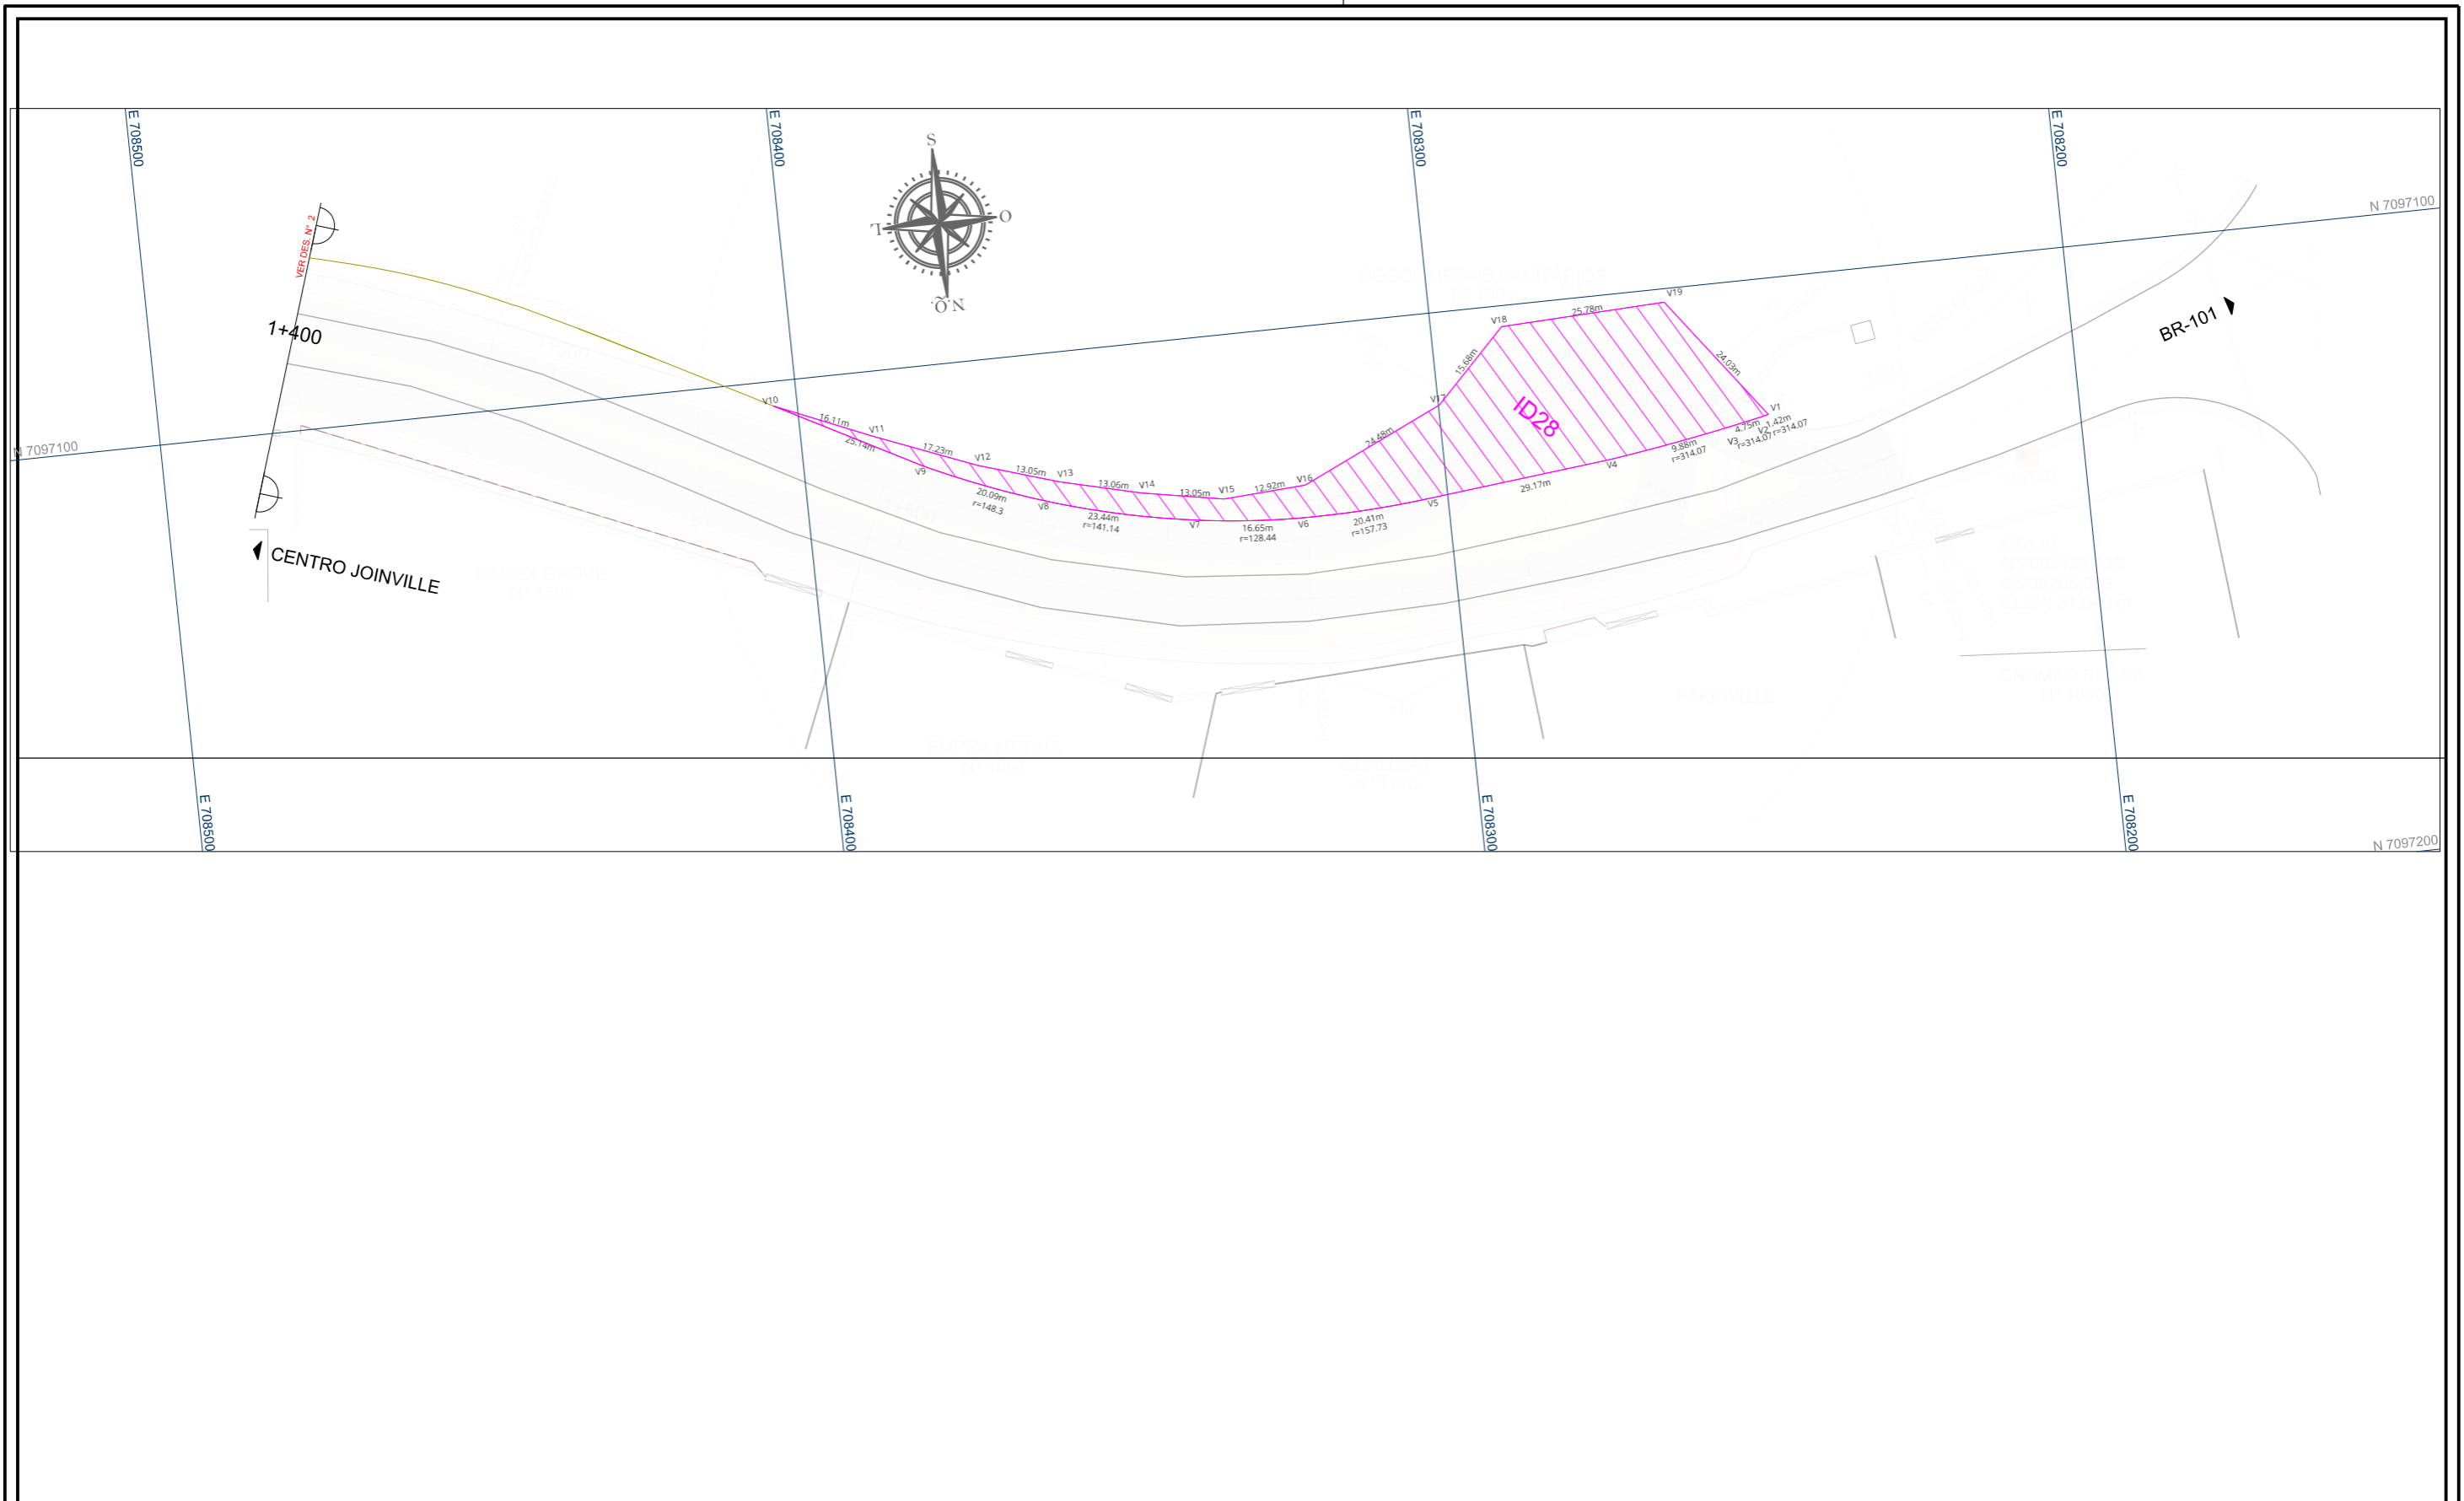 E 708500
E 708400
E 708300
E 708200
S
O
L
N.Q.
N 7097100
VER DES. N° 2
1+400
BR-101
N 7097100
CENTRO JOINVILLE
V10
16.11m
V11
25.14m
17.23m
V12
V9
13.05m
V13
20.09m
r=148.3
V8
13.06m
V14
23.44m
r=141.14
13.05m
V15
V7
12.92m
V16
16.65m
r=128.44
V6
24.48m
V17
20.41m
r=157.73
V5
15.68m
V18
25.78m
V19
ID28
24.03m
V1
1.42m
r=314.07
V2
4.75m
r=314.07
V3
9.88m
r=314.07
V4
29.17m
PAREX GROUP
EMBRA METAIS
E 708500
E 708400
E 708300
E 708200
N 7097200